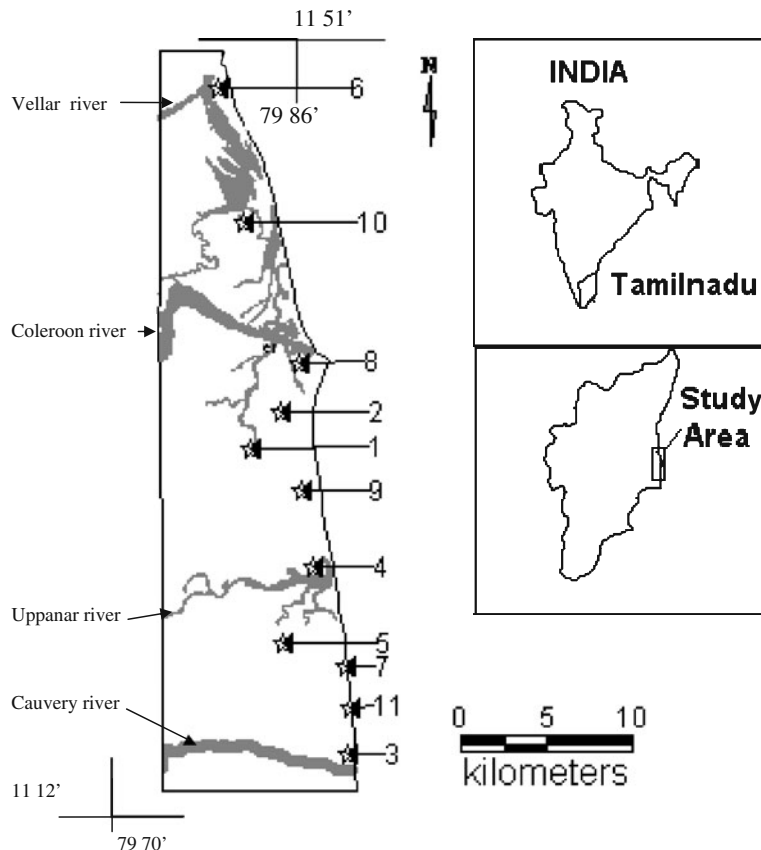 11 51’
N
INDIA
6
Vellar river
79 86’
10
Tamilnadu
Coleroon river
8
2
Study
Area
1
9
4
Uppanar river
5
7
Cauvery river
11
0 5 10
3
kilometers
11 12’
79 70’